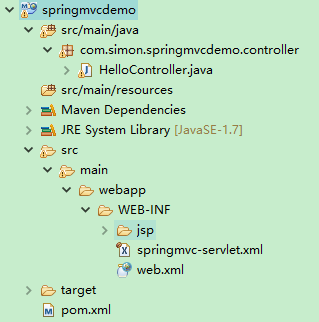 springmvcdemo
src/main/java
com.simon.springmvcdemo.controller
HelloController.java
src/main/resources
Maven Dependencies
JRE System Library [JavaSE-1.7]
src
main
webapp
WEB-INF
jsp
springmvc-servlet.xml
web.xml
target
pom.xml